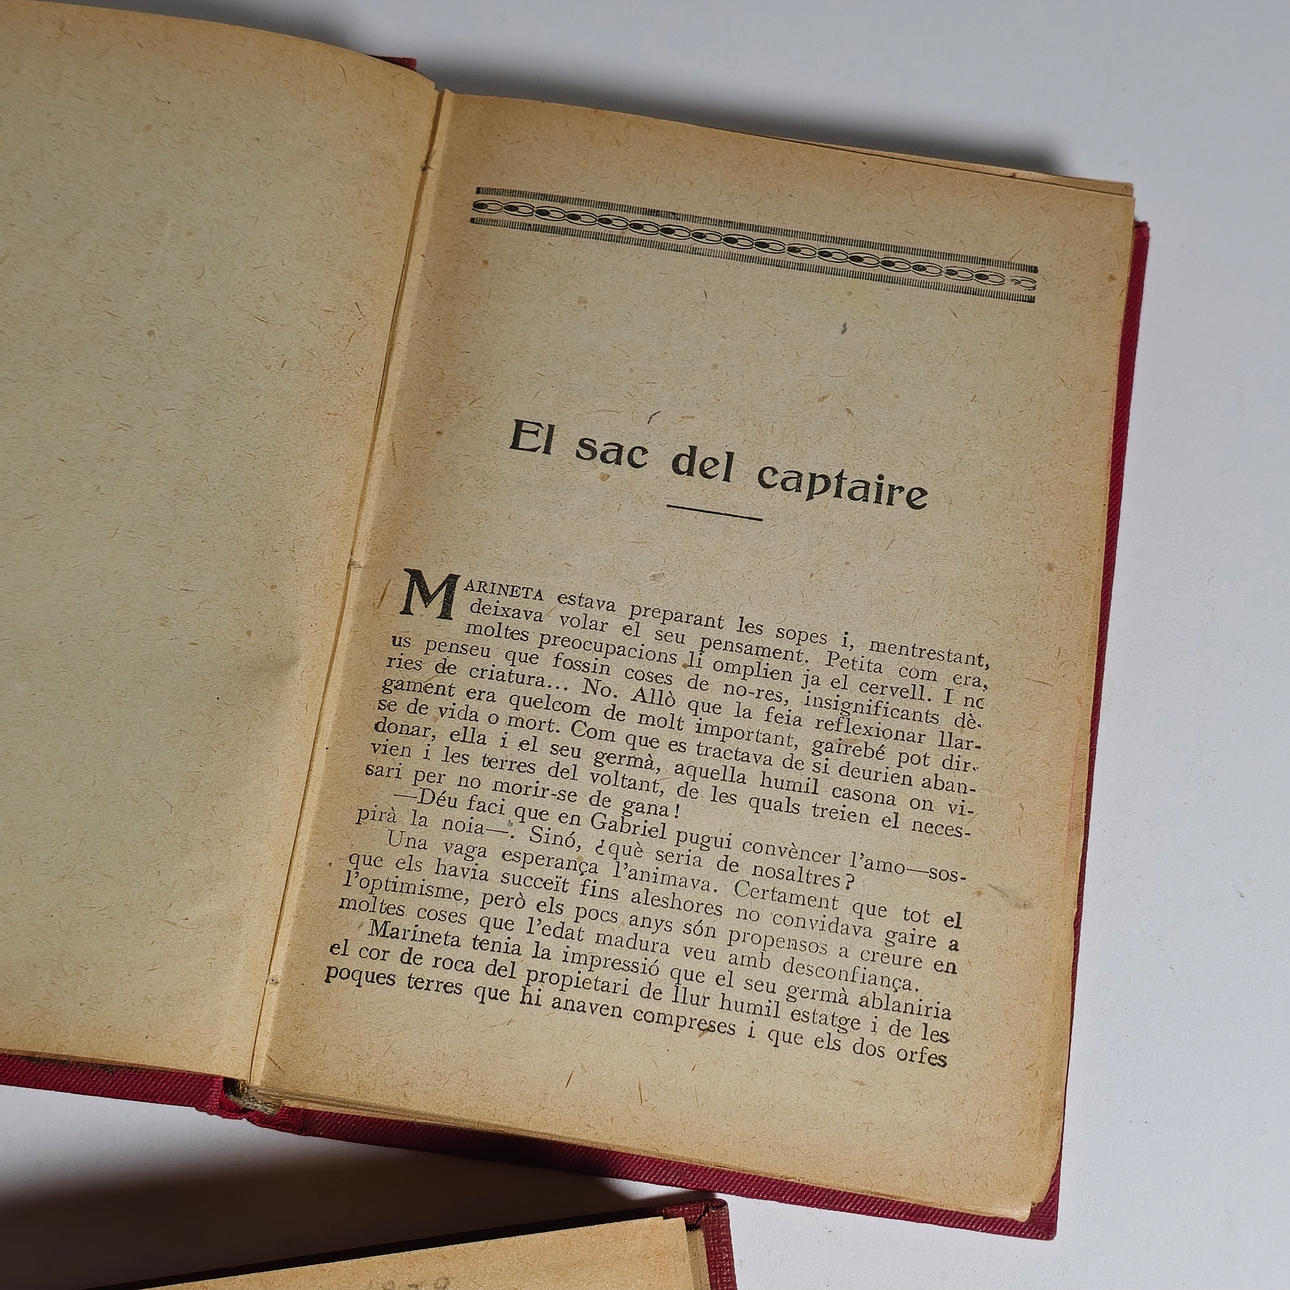 El sac del captaire
MARINETA estava preparant les sopes i, mentrestant,
deixava volar el seu pensament. Petita com era,
moltes preocupacions li omplien ja el cervell. I no
us penseu que fossin coses de no-res, insignificants dè-
ries de criatura... No. Allò que la feia reflexionar llar-
gament era quelcom de molt important, gairebé pot dir-
se de vida o mort. Com que es tractava de si deurien aban-
donar, ella i el seu germà, aquella humil casona on vi-
vien i les terres del voltant, de les quals treien el neces-
sari per no morir-se de gana!
—Déu faci que en Gabriel pugui convèncer l'amo—sos-
pirà la noia—. Sinó, ¿què seria de nosaltres?
Una vaga esperança l'animava. Certament que tot el
que els havia succeït fins aleshores no convidava gaire a
l'optimisme, però els pocs anys són propensos a creure en
moltes coses que l'edat madura veu amb desconfiança.
Marineta tenia la impressió que el seu germà ablaniria
el cor de roca del propietari de llur humil estatge i de les
poques terres que hi anaven compreses i que els dos orfes